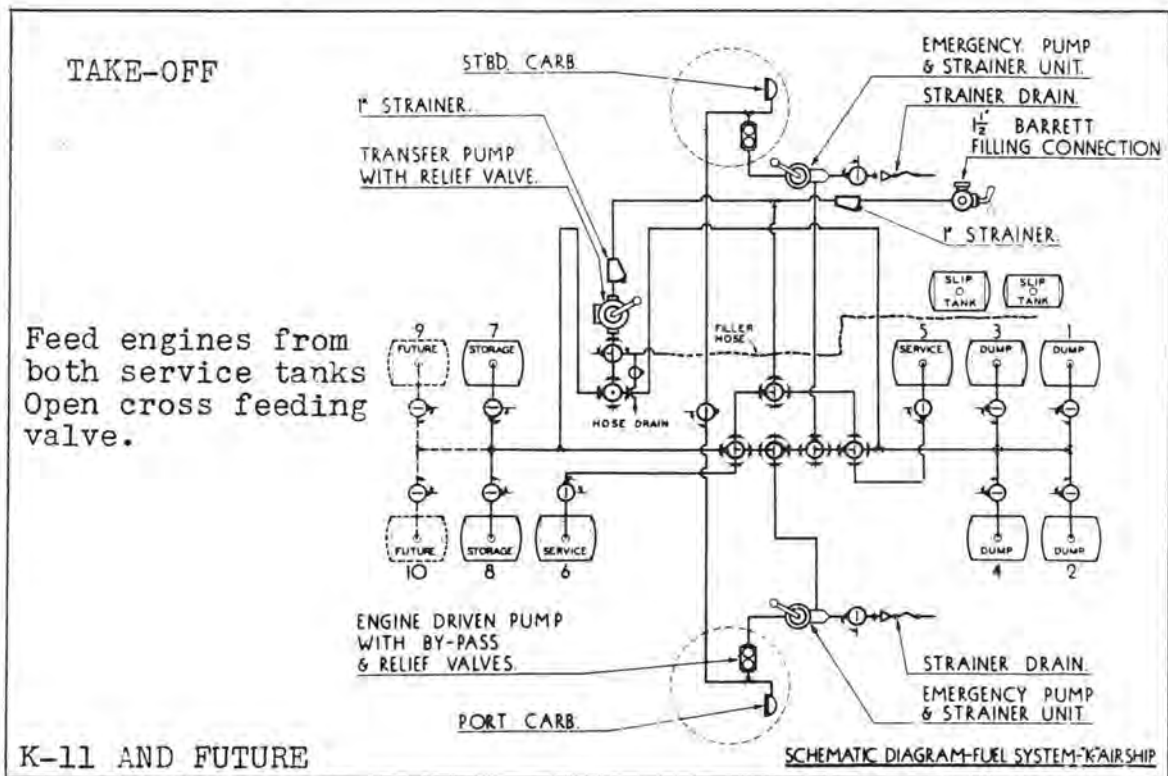 TAKE-OFF
ST'BD. CARB.
EMERGENCY PUMP
& STRAINER UNIT.
1" STRAINER.
STRAINER DRAIN.
1 1/2" BARRETT
FILLING CONNECTION
TRANSFER PUMP
WITH RELIEF VALVE.
1" STRAINER.
SLIP
TANK
SLIP
TANK
Feed engines from
both service tanks
Open cross feeding
valve.
9
FUTURE
7
STORAGE
FILLER
HOSE
5
SERVICE
3
DUMP
1
DUMP
HOSE DRAIN
FUTURE
10
STORAGE
8
SERVICE
6
DUMP
4
DUMP
2
ENGINE DRIVEN PUMP
WITH BY-PASS
& RELIEF VALVES.
STRAINER DRAIN.
EMERGENCY PUMP
& STRAINER UNIT
PORT CARB.
K-11 AND FUTURE
SCHEMATIC DIAGRAM-FUEL SYSTEM-"K"AIRSHIP